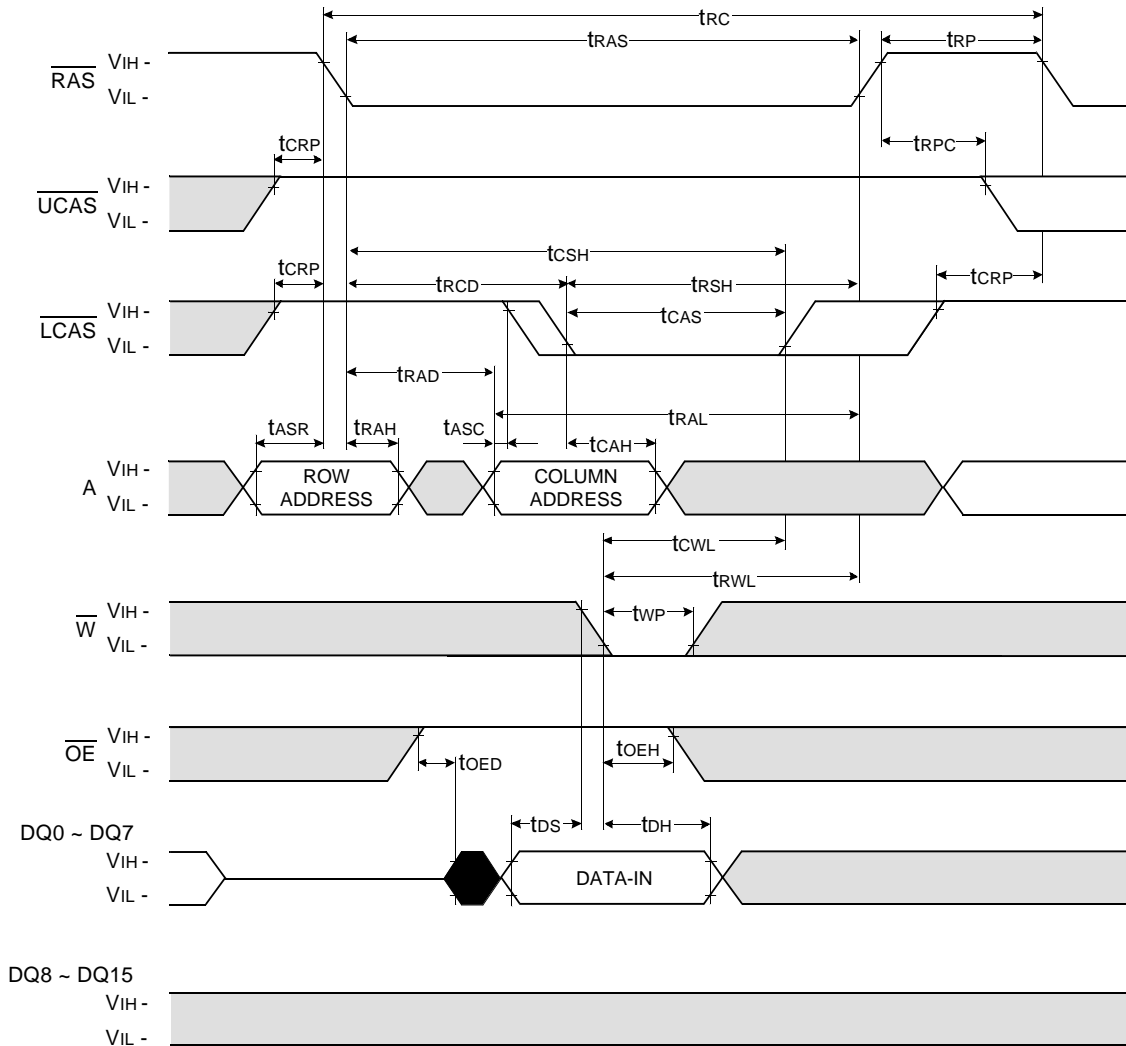 tRC
tRAS
tRP
RAS
VIH -
VIL -
tCRP
tRPC
UCAS
VIH -
VIL -
tCSH
tCRP
tRCD
tRSH
tCRP
LCAS
VIH -
VIL -
tCAS
tRAD
tRAL
tASR
tRAH
tASC
tCAH
A
VIH -
VIL -
ROW
ADDRESS
COLUMN
ADDRESS
tCWL
tRWL
W
VIH -
VIL -
tWP
OE
VIH -
VIL -
tOED
tOEH
DQ0 ~ DQ7
VIH -
VIL -
tDS
tDH
DATA-IN
DQ8 ~ DQ15
VIH -
VIL -